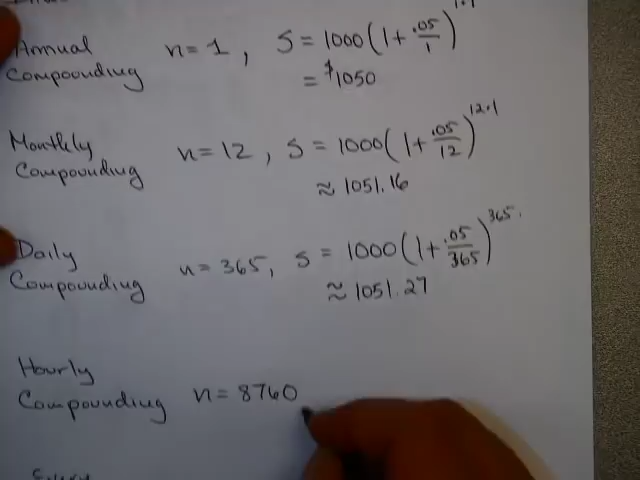 Annual n = 1, S = 1000(1 + .05/1)^1·1
Compounding = $1050
Monthly n = 12, S = 1000(1 + .05/12)^12·1
Compounding ≈ 1051.16
Daily n = 365, S = 1000(1 + .05/365)^365·
Compounding ≈ 1051.27
Hourly
Compounding n = 8760